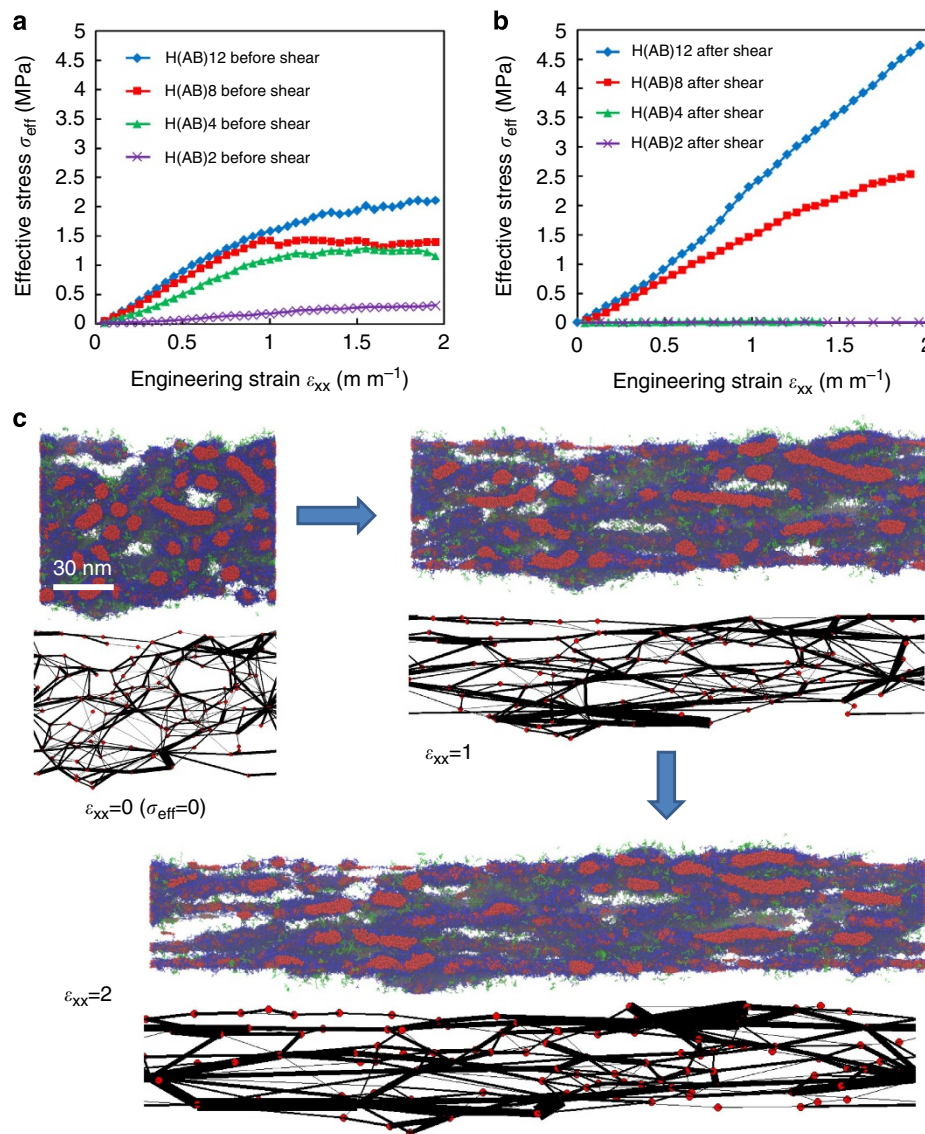 a
5
4.5
4
3.5
3
2.5
2
1.5
1
0.5
0
Effective stress σeff (MPa)
H(AB)12 before shear
H(AB)8 before shear
H(AB)4 before shear
H(AB)2 before shear
0 0.5 1 1.5 2
Engineering strain εxx (m m⁻¹)
b
5
4.5
4
3.5
3
2.5
2
1.5
1
0.5
0
Effective stress σeff (MPa)
H(AB)12 after shear
H(AB)8 after shear
H(AB)4 after shear
H(AB)2 after shear
0 0.5 1 1.5 2
Engineering strain εxx (m m⁻¹)
c
30 nm
εxx=0 (σeff=0)
εxx=1
εxx=2